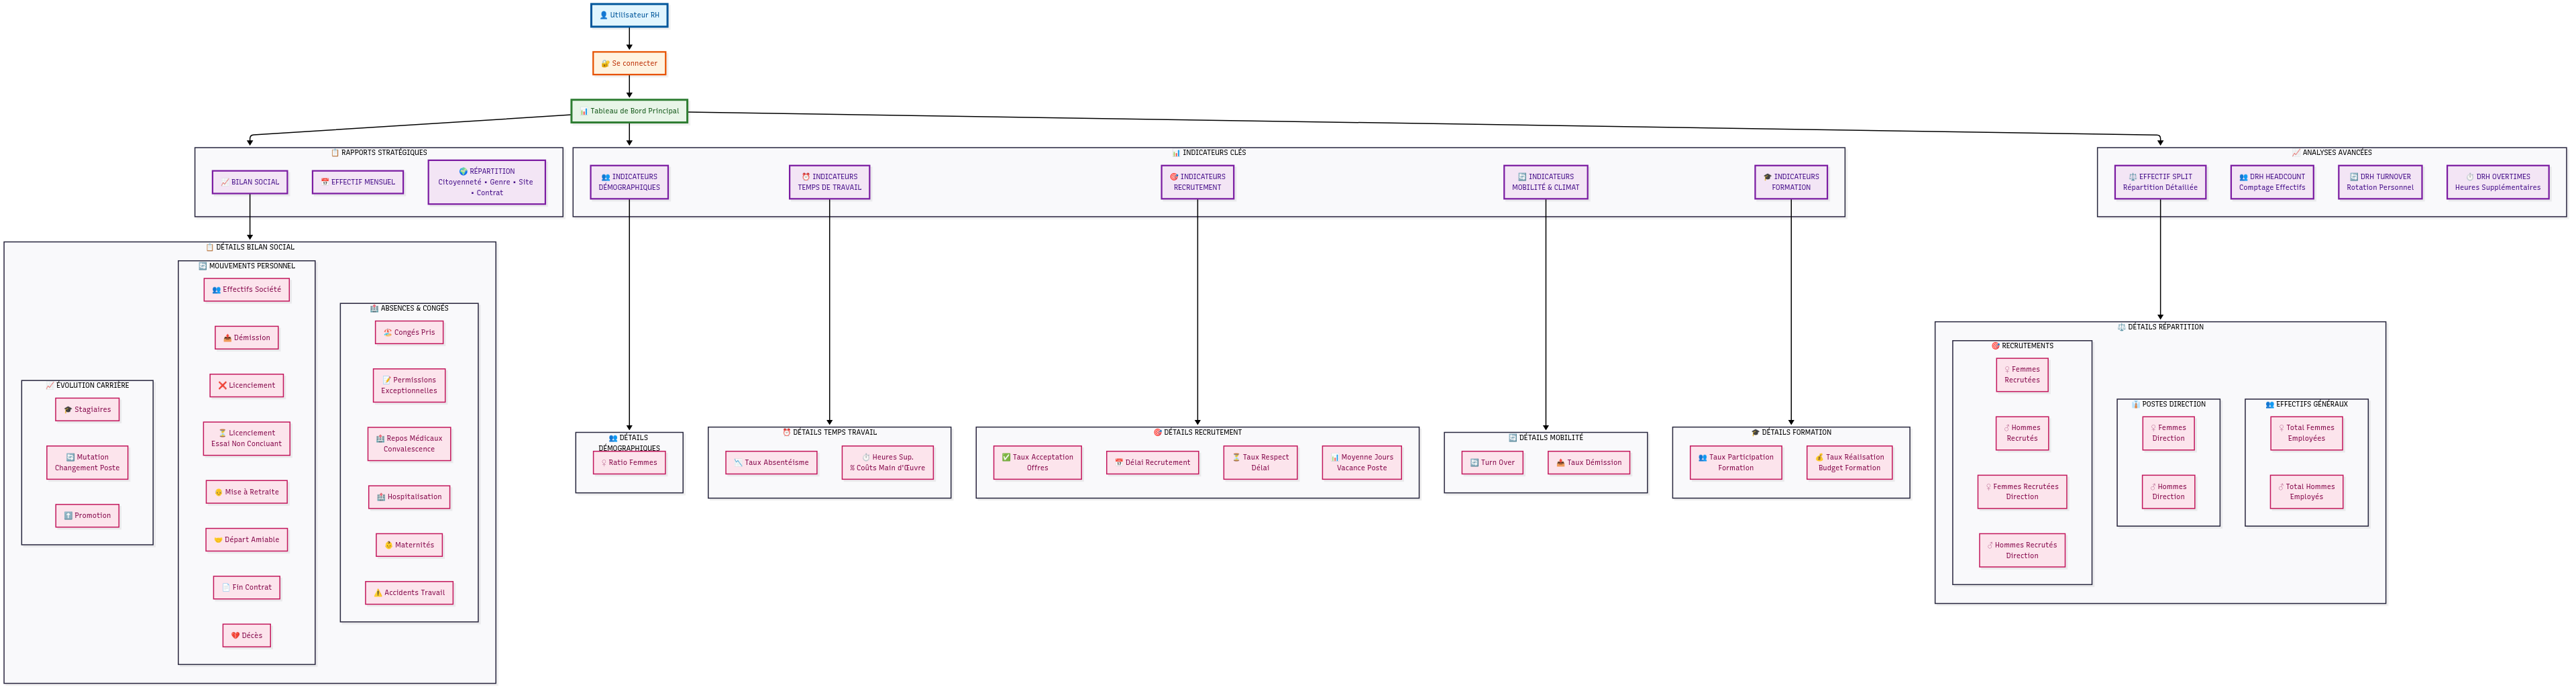 👤 Utilisateur RH
🔐 Se connecter
📊 Tableau de Bord Principal
📋 RAPPORTS STRATÉGIQUES
📈 BILAN SOCIAL
📅 EFFECTIF MENSUEL
🌍 RÉPARTITION
Citoyenneté • Genre • Site
• Contrat
📊 INDICATEURS CLÉS
👥 INDICATEURS
DÉMOGRAPHIQUES
⏰ INDICATEURS
TEMPS DE TRAVAIL
🎯 INDICATEURS
RECRUTEMENT
🔄 INDICATEURS
MOBILITÉ & CLIMAT
🎓 INDICATEURS
FORMATION
📈 ANALYSES AVANCÉES
⚖️ EFFECTIF SPLIT
Répartition Détaillée
👥 DRH HEADCOUNT
Comptage Effectifs
🔄 DRH TURNOVER
Rotation Personnel
⏱️ DRH OVERTIMES
Heures Supplémentaires
📋 DÉTAILS BILAN SOCIAL
📈 ÉVOLUTION CARRIÈRE
🎓 Stagiaires
🔄 Mutation
Changement Poste
⬆️ Promotion
🔄 MOUVEMENTS PERSONNEL
👥 Effectifs Société
📤 Démission
❌ Licenciement
⏳ Licenciement
Essai Non Concluant
👴 Mise à Retraite
🤝 Départ Amiable
📄 Fin Contrat
💔 Décès
🏥 ABSENCES & CONGÉS
🏖️ Congés Pris
📝 Permissions
Exceptionnelles
🏥 Repos Médicaux
Convalescence
🏥 Hospitalisation
👶 Maternités
⚠️ Accidents Travail
👥 DÉTAILS
DÉMOGRAPHIQUES
♀ Ratio Femmes
⏰ DÉTAILS TEMPS TRAVAIL
📉 Taux Absentéisme
⏱️ Heures Sup.
% Coûts Main d'Œuvre
🎯 DÉTAILS RECRUTEMENT
✅ Taux Acceptation
Offres
📅 Délai Recrutement
⏳ Taux Respect
Délai
📊 Moyenne Jours
Vacance Poste
🔄 DÉTAILS MOBILITÉ
🔄 Turn Over
📤 Taux Démission
🎓 DÉTAILS FORMATION
👥 Taux Participation
Formation
💰 Taux Réalisation
Budget Formation
⚖️ DÉTAILS RÉPARTITION
🎯 RECRUTEMENTS
♀ Femmes
Recrutées
♂ Hommes
Recrutés
♀ Femmes Recrutées
Direction
♂ Hommes Recrutés
Direction
👔 POSTES DIRECTION
♀ Femmes
Direction
♂ Hommes
Direction
👥 EFFECTIFS GÉNÉRAUX
♀ Total Femmes
Employées
♂ Total Hommes
Employés